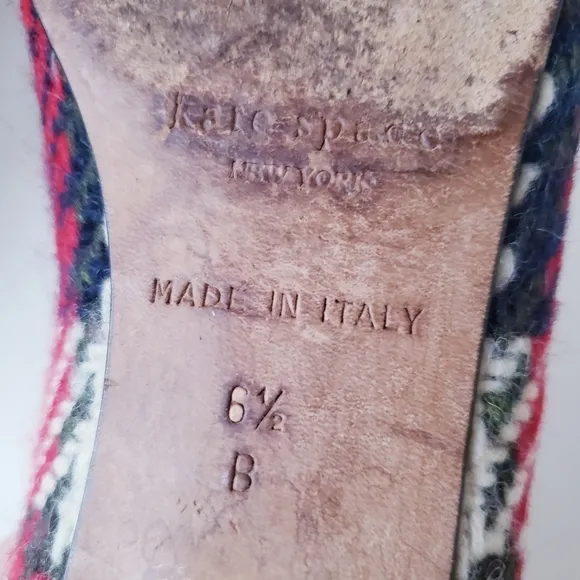 kate spade
NEW YORK
MADE IN ITALY
6½
B